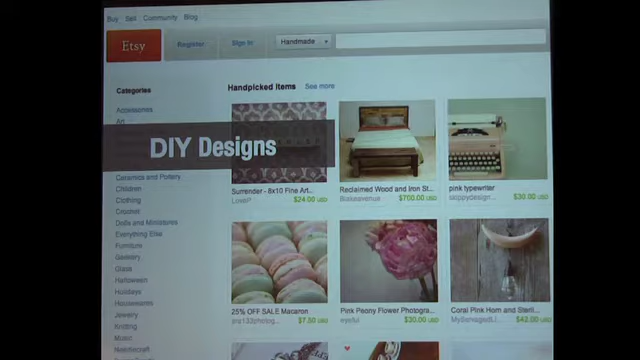 Buy Sell Community Blog
Etsy
Register
Sign In
Handmade
Categories
Handpicked Items See more
Accessories
Art
DIY Designs
Ceramics and Pottery
Children
Clothing
Crochet
Dolls and Miniatures
Everything Else
Furniture
Geekery
Glass
Halloween
Holidays
Housewares
Jewelry
Knitting
Music
Needlecraft
Surrender - 8x10 Fine Art...
$24.00 USD
Reclaimed Wood and Iron St...
$700.00 USD
pink typewriter
$30.00 USD
25% OFF SALE Macaron
$7.50 USD
Pink Peony Flower Photogra...
$30.00 USD
Coral Pink Horn and Sterli...
$42.00 USD